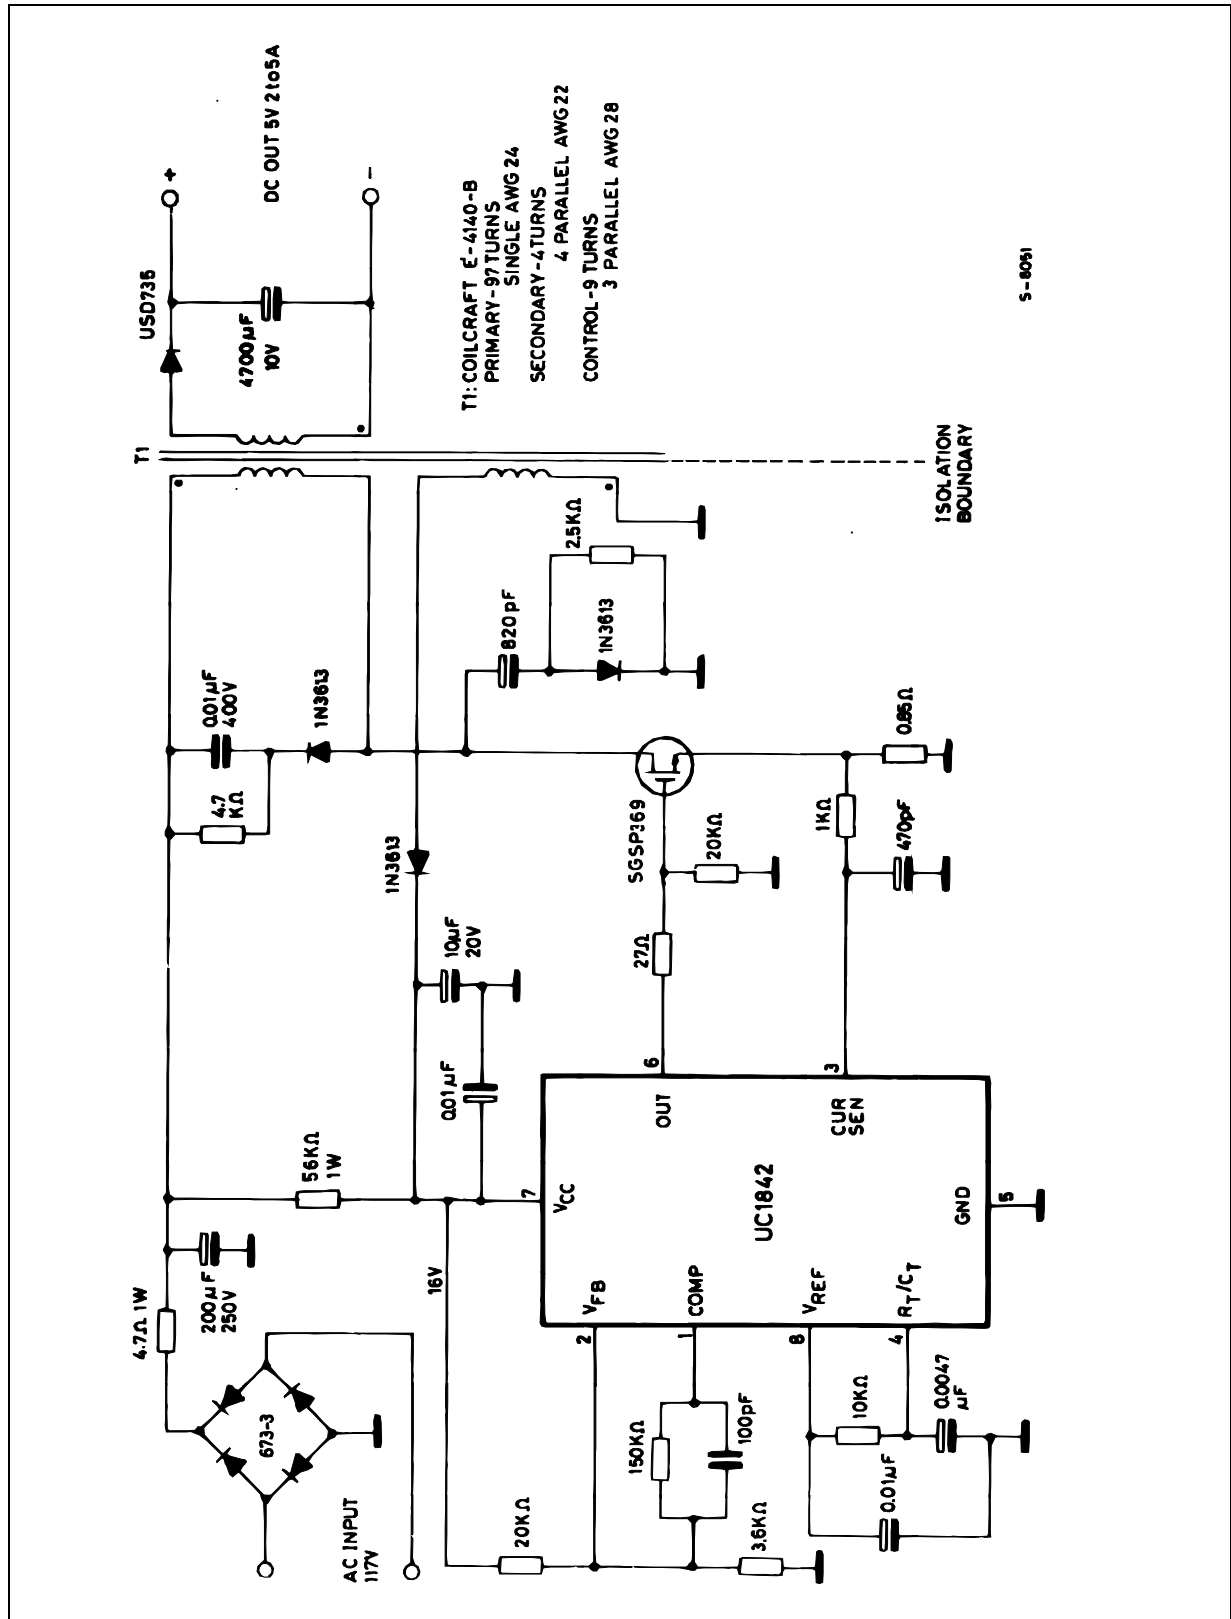 AC INPUT
117V
673-3
4.7Ω 1W
200µF
250V
56KΩ
1W
4.7
KΩ
0.01µF
400V
1N3613
T1
USD735
4700µF
10V
+
DC OUT 5V 2to5A
-
16V
0.01µF
10µF
20V
1N3613
820pF
2.5KΩ
1N3613
T1: COILCRAFT E-4140-B
PRIMARY-97 TURNS
SINGLE AWG 24
SECONDARY-4TURNS
4 PARALLEL AWG 22
CONTROL-9 TURNS
3 PARALLEL AWG 28
20KΩ
2
VFB
7
VCC
150KΩ
100pF
1
COMP
OUT
6
27Ω
SGSP369
20KΩ
3.6KΩ
UC1842
8
VREF
CUR
SEN
3
1KΩ
470pF
0.85Ω
0.01µF
10KΩ
4
RT/CT
0.0047
µF
GND
5
ISOLATION
BOUNDARY
S-8051